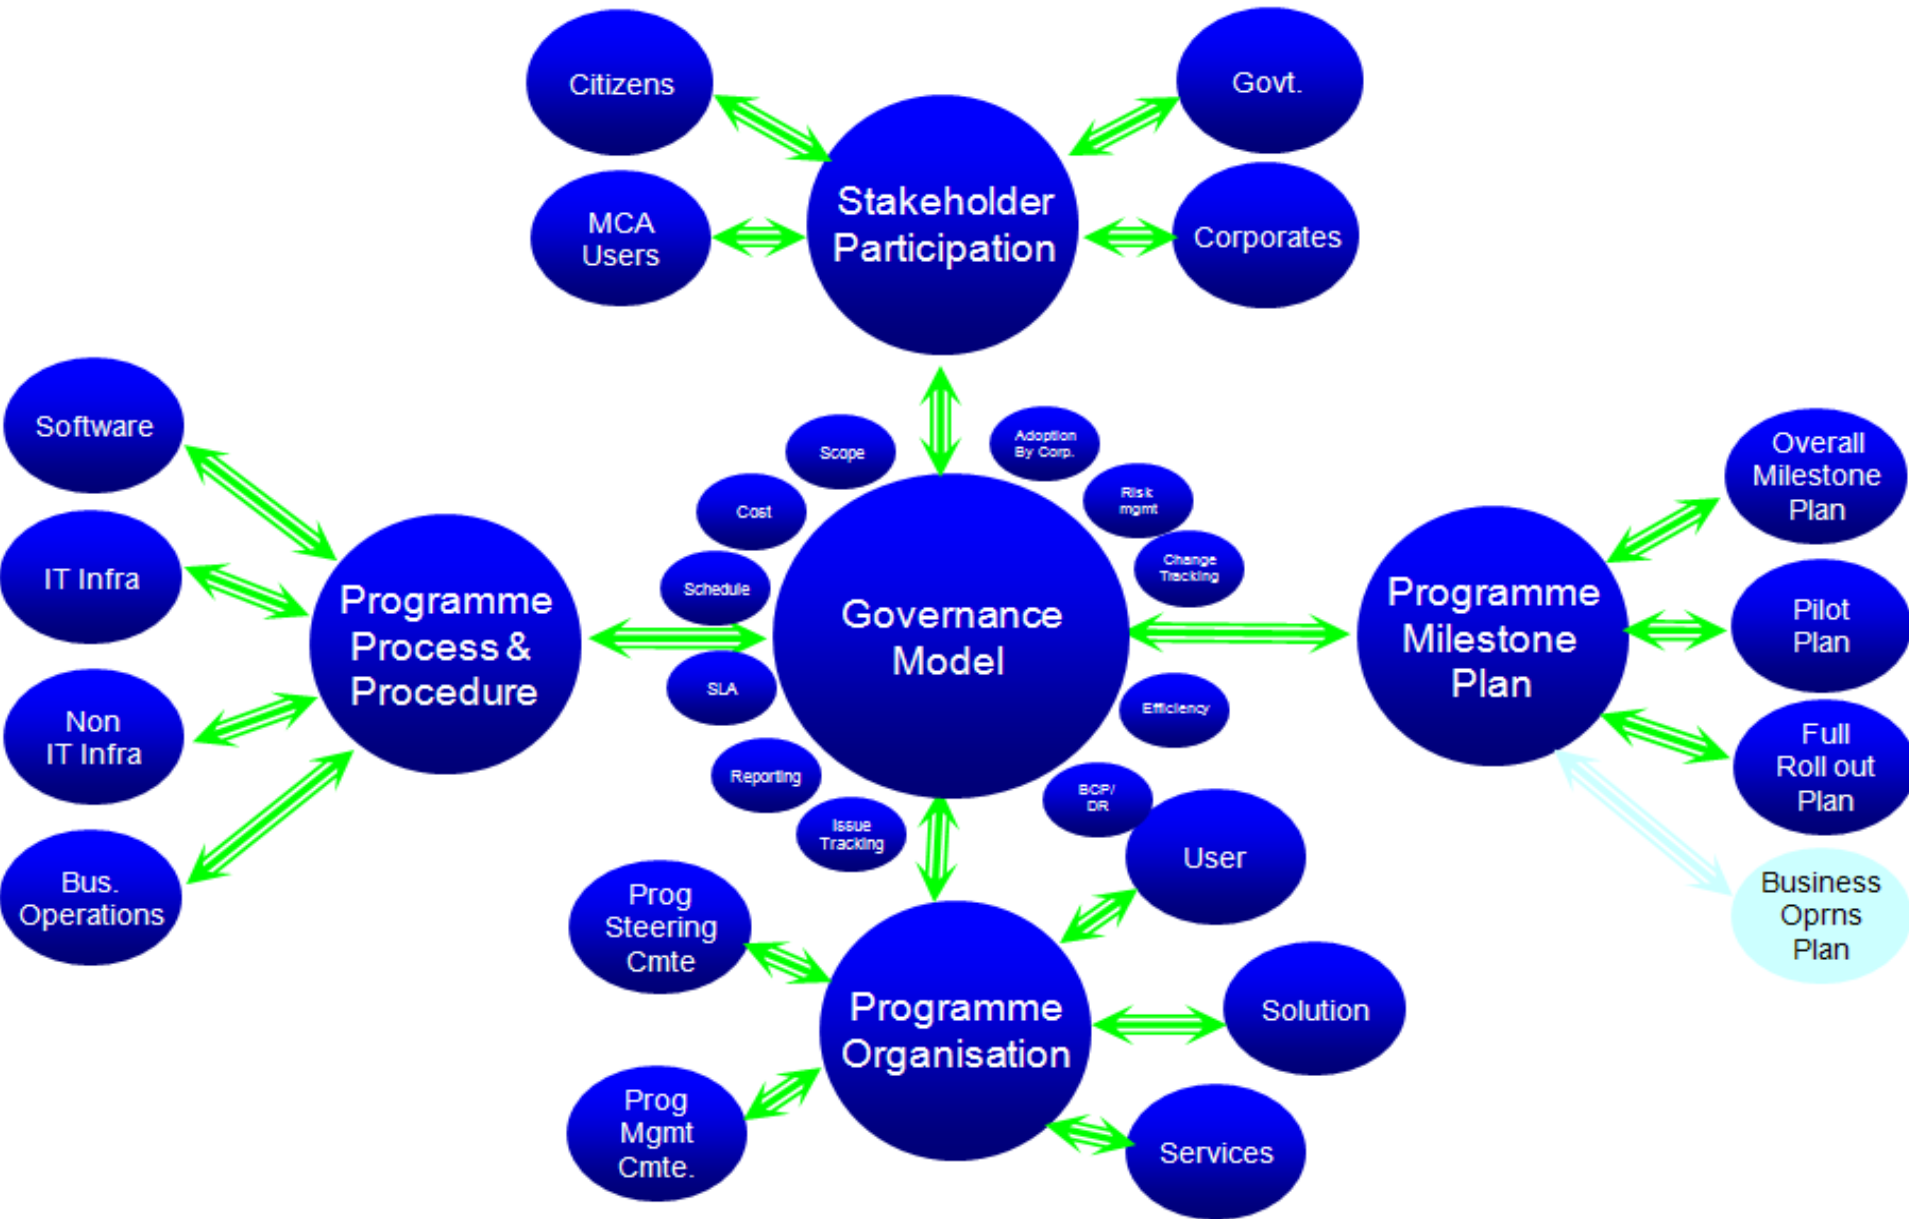 Citizens
Govt.
Stakeholder
Participation
MCA
Users
Corporates
Software
IT Infra
Non
IT Infra
Bus.
Operations
Programme
Process &
Procedure
Scope
Cost
Schedule
SLA
Reporting
Issue
Tracking
Adoption
By Corp.
Risk
mgmt
Change
Tracking
Efficiency
BCP/
DR
Governance
Model
Programme
Milestone
Plan
Overall
Milestone
Plan
Pilot
Plan
Full
Roll out
Plan
Business
Oprns
Plan
Prog
Steering
Cmte
Prog
Mgmt
Cmte.
Programme
Organisation
User
Solution
Services